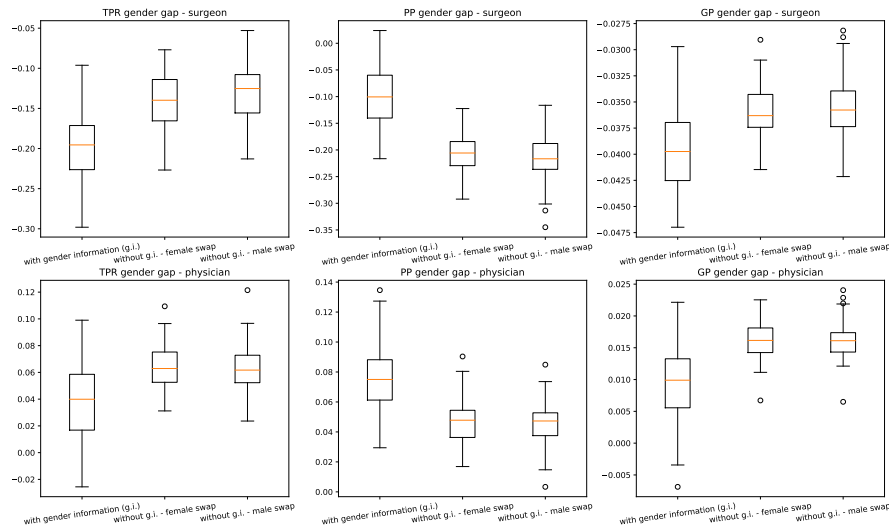 TPR gender gap - surgeon
−0.05
−0.10
−0.15
−0.20
−0.25
−0.30
with gender information (g.i.)
without g.i. - female swap
without g.i. - male swap
PP gender gap - surgeon
0.00
−0.05
−0.10
−0.15
−0.20
−0.25
−0.30
−0.35
with gender information (g.i.)
without g.i. - female swap
without g.i. - male swap
GP gender gap - surgeon
−0.0275
−0.0300
−0.0325
−0.0350
−0.0375
−0.0400
−0.0425
−0.0450
−0.0475
with gender information (g.i.)
without g.i. - female swap
without g.i. - male swap
TPR gender gap - physician
0.12
0.10
0.08
0.06
0.04
0.02
0.00
−0.02
with gender information (g.i.)
without g.i. - female swap
without g.i. - male swap
PP gender gap - physician
0.14
0.12
0.10
0.08
0.06
0.04
0.02
0.00
with gender information (g.i.)
without g.i. - female swap
without g.i. - male swap
GP gender gap - physician
0.025
0.020
0.015
0.010
0.005
0.000
−0.005
with gender information (g.i.)
without g.i. - female swap
without g.i. - male swap